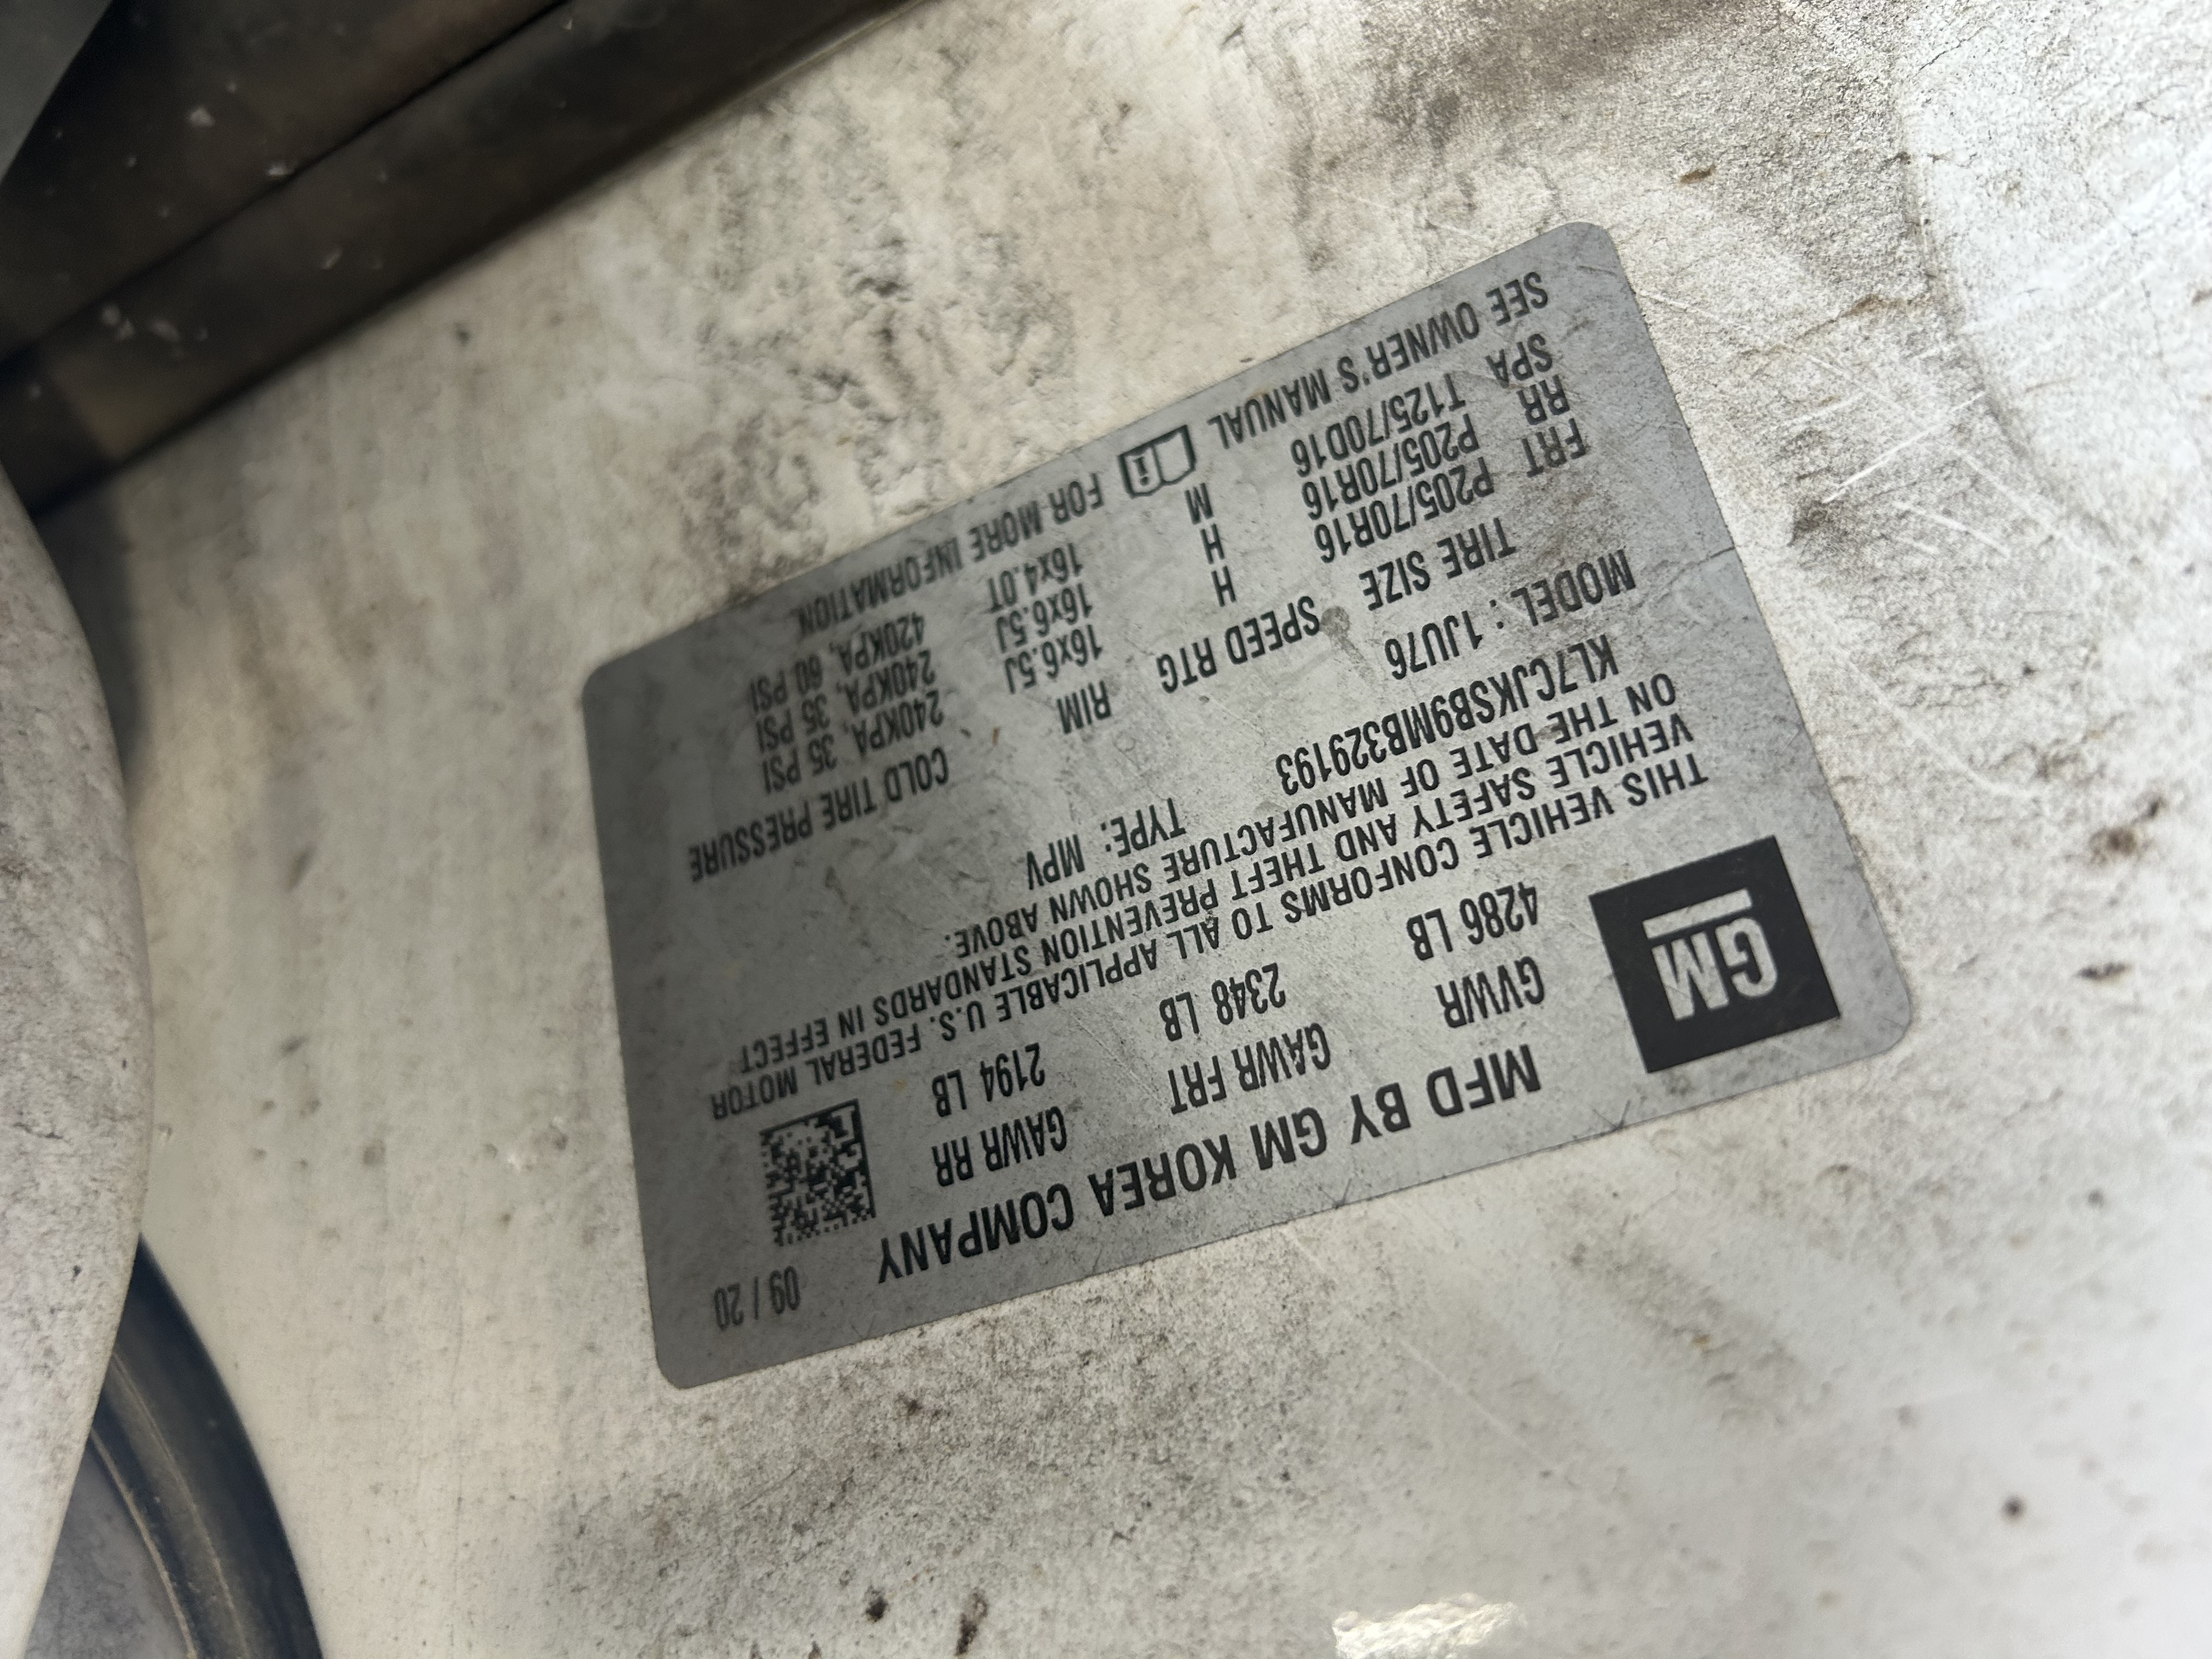 MFD BY GM KOREA COMPANY 09 / 20
GM
GVWR GAWR FRT GAWR RR
4286 LB 2348 LB 2194 LB
THIS VEHICLE CONFORMS TO ALL APPLICABLE U.S. FEDERAL MOTOR
VEHICLE SAFETY AND THEFT PREVENTION STANDARDS IN EFFECT
ON THE DATE OF MANUFACTURE SHOWN ABOVE.
KL7CJKSB9MB329193 TYPE: MPV
MODEL : 1JU76
TIRE SIZE SPEED RTG RIM COLD TIRE PRESSURE
FRT P205/70R16 H 16x6.5J 240KPA, 35 PSI
RR P205/70R16 H 16x6.5J 240KPA, 35 PSI
SPA T125/70D16 M 16x4.0T 420KPA, 60 PSI
SEE OWNER'S MANUAL i FOR MORE INFORMATION